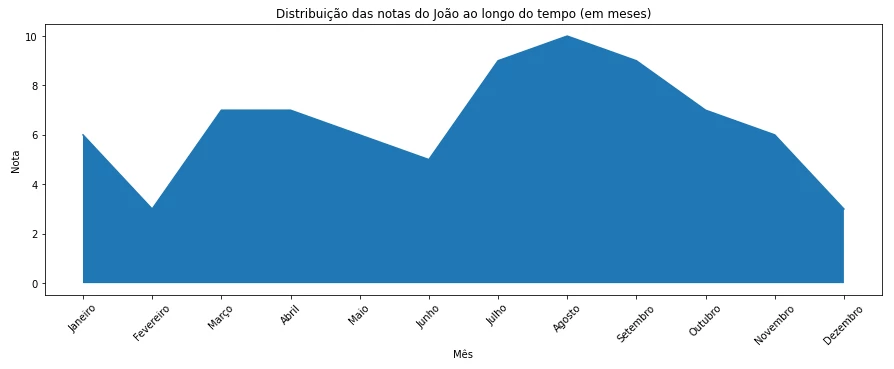 Distribuição das notas do João ao longo do tempo (em meses)
10
8
6
4
2
0
Nota
Janeiro
Fevereiro
Março
Abril
Maio
Junho
Julho
Agosto
Setembro
Outubro
Novembro
Dezembro
Mês